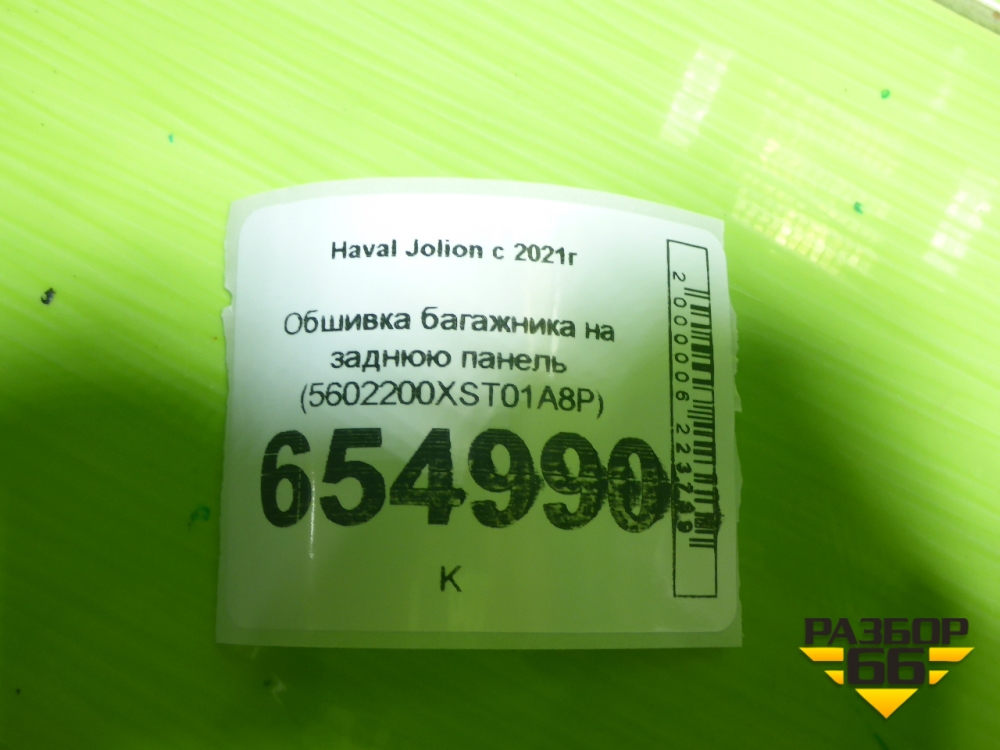 Haval Jolion с 2021г
Обшивка багажника на
заднюю панель
(5602200XST01A8P)
654990
К
РАЗБОР
66